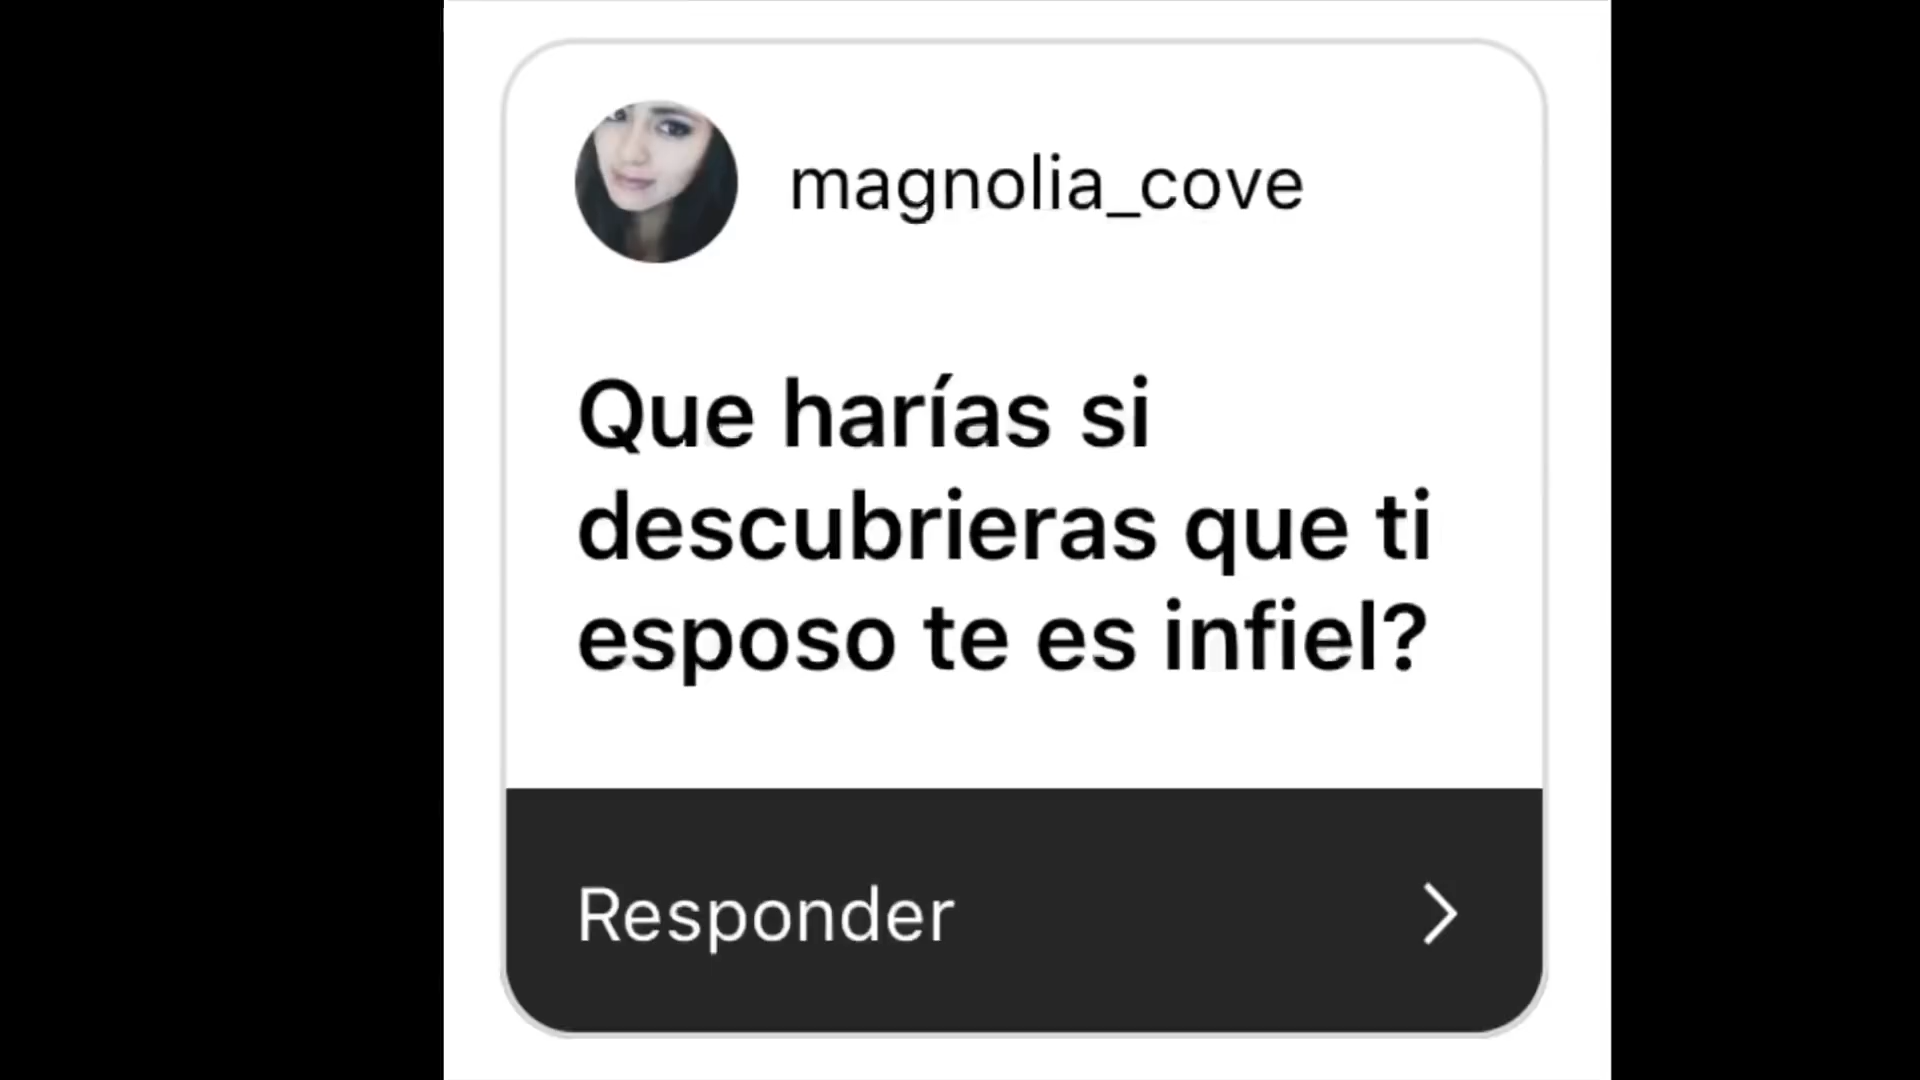 magnolia_cove
Que harías si
descubrieras que ti
esposo te es infiel?
Responder